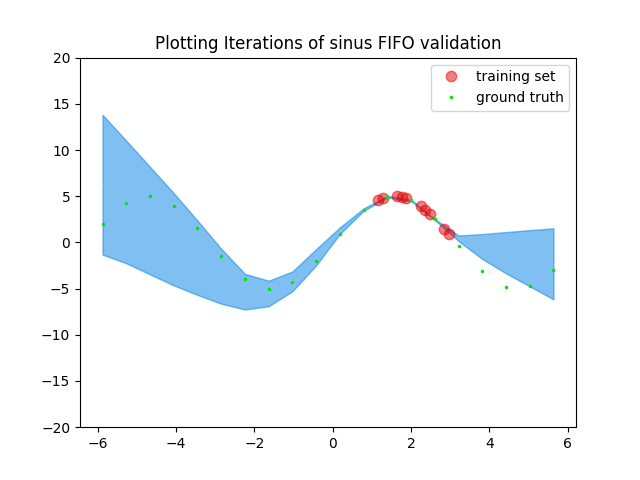 Plotting Iterations of sinus FIFO validation
training set
ground truth
20
15
10
5
0
−5
−10
−15
−20
−6 −4 −2 0 2 4 6